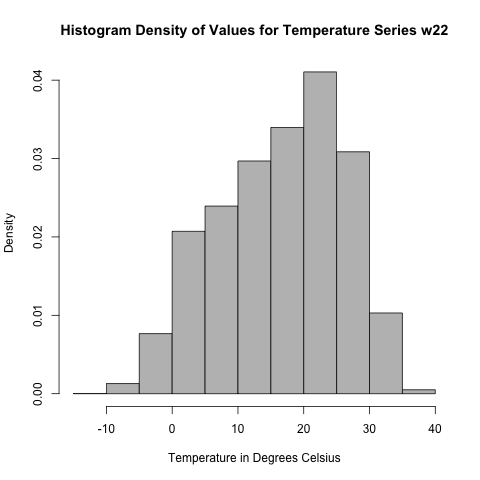 Histogram Density of Values for Temperature Series w22
Density
0.04
0.03
0.02
0.01
0.00
-10 0 10 20 30 40
Temperature in Degrees Celsius